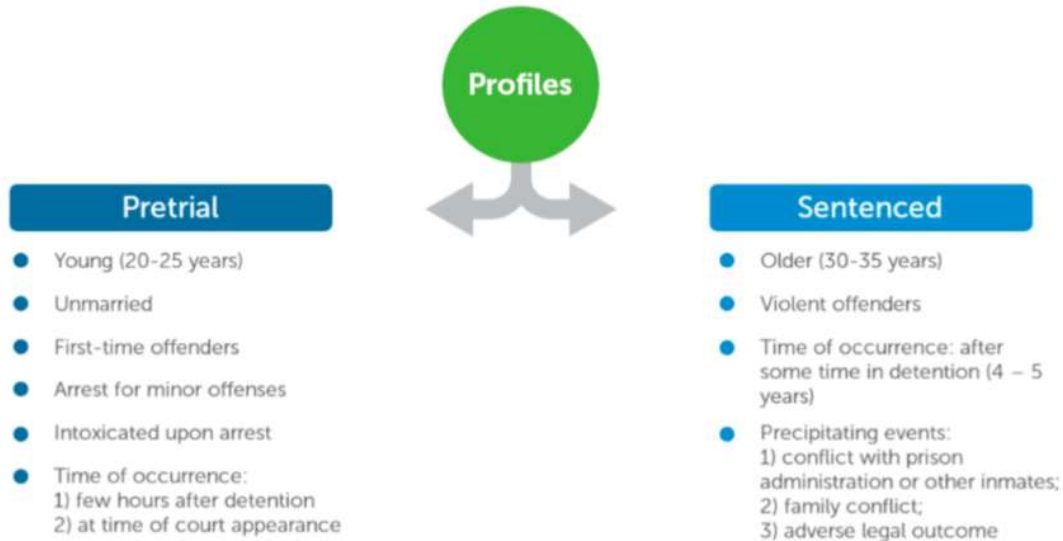 Profiles
Pretrial
Young (20-25 years)
Unmarried
First-time offenders
Arrest for minor offenses
Intoxicated upon arrest
Time of occurrence:
1) few hours after detention
2) at time of court appearance
Sentenced
Older (30-35 years)
Violent offenders
Time of occurrence: after
some time in detention (4 – 5
years)
Precipitating events:
1) conflict with prison
administration or other inmates;
2) family conflict;
3) adverse legal outcome